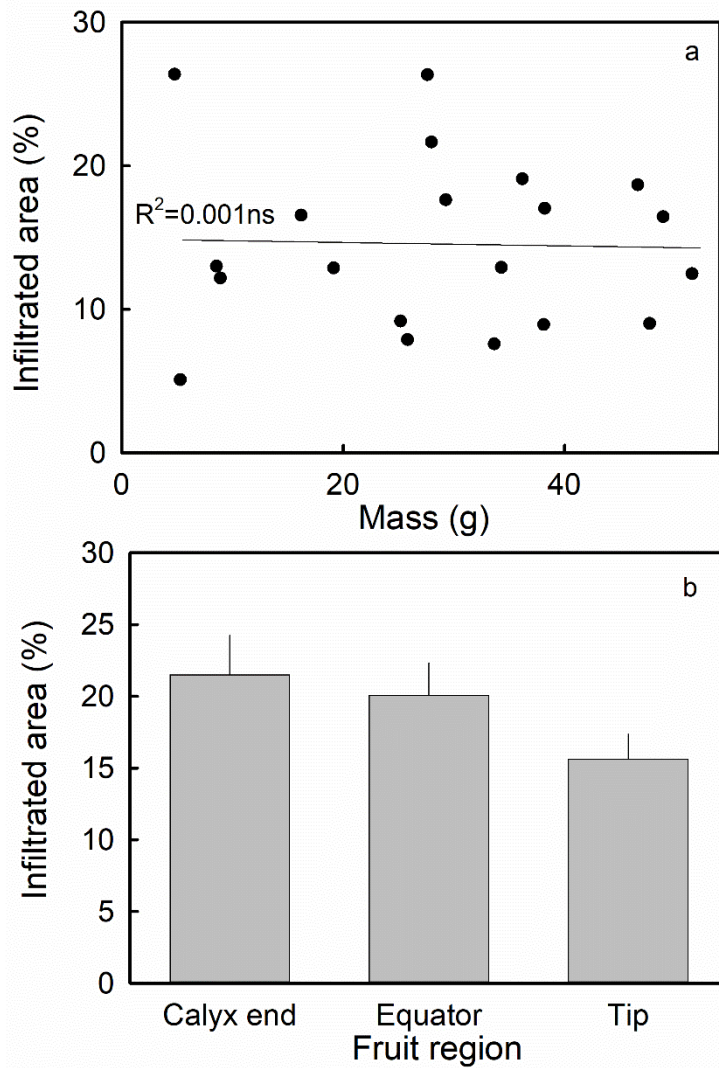 30
a
20
R²=0.001ns
10
0
0 20 40
Infiltrated area (%)
Mass (g)
30
b
25
20
15
10
5
0
Infiltrated area (%)
Calyx end Equator Tip
Fruit region